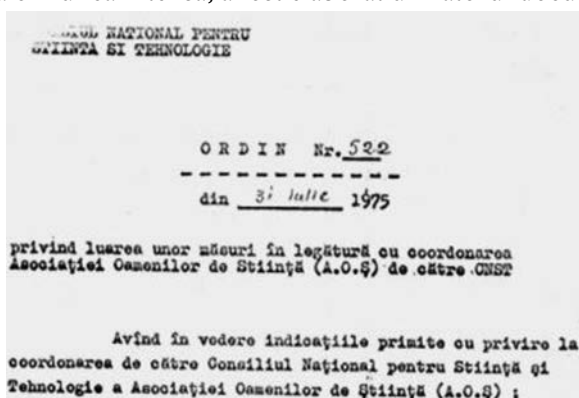 NATIONAL PENTRU
STIINTA SI TEHNOLOGIE
ORDIN Nr. 522
din 31 iulie 1975
privind luarea unor măsuri în legătură cu coordonarea
Asociației Oamenilor de Stiință (A.O.Ș) de către CNST
Avînd în vedere indicațiile primite cu privire la
coordonarea de către Consiliul Național pentru Stiință și
Tehnologie a Asociației Oamenilor de Știință (A.O.S) ;